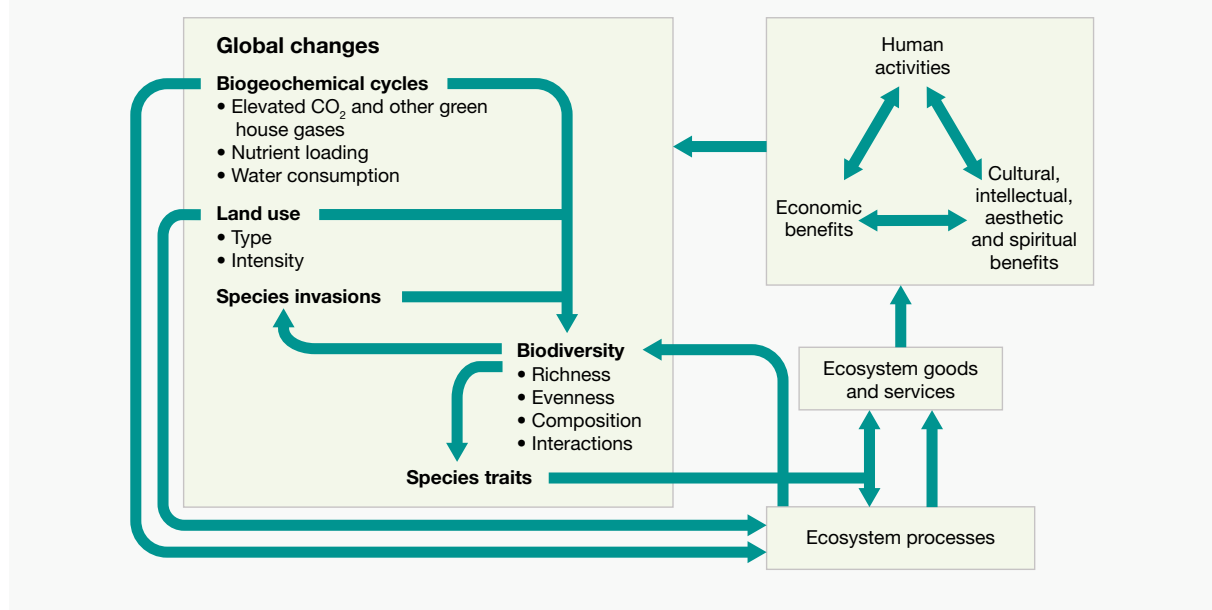 Global changes
Biogeochemical cycles
• Elevated CO₂ and other green
house gases
• Nutrient loading
• Water consumption
Land use
• Type
• Intensity
Species invasions
Biodiversity
• Richness
• Evenness
• Composition
• Interactions
Species traits
Human
activities
Economic
benefits
Cultural,
intellectual,
aesthetic
and spiritual
benefits
Ecosystem goods
and services
Ecosystem processes